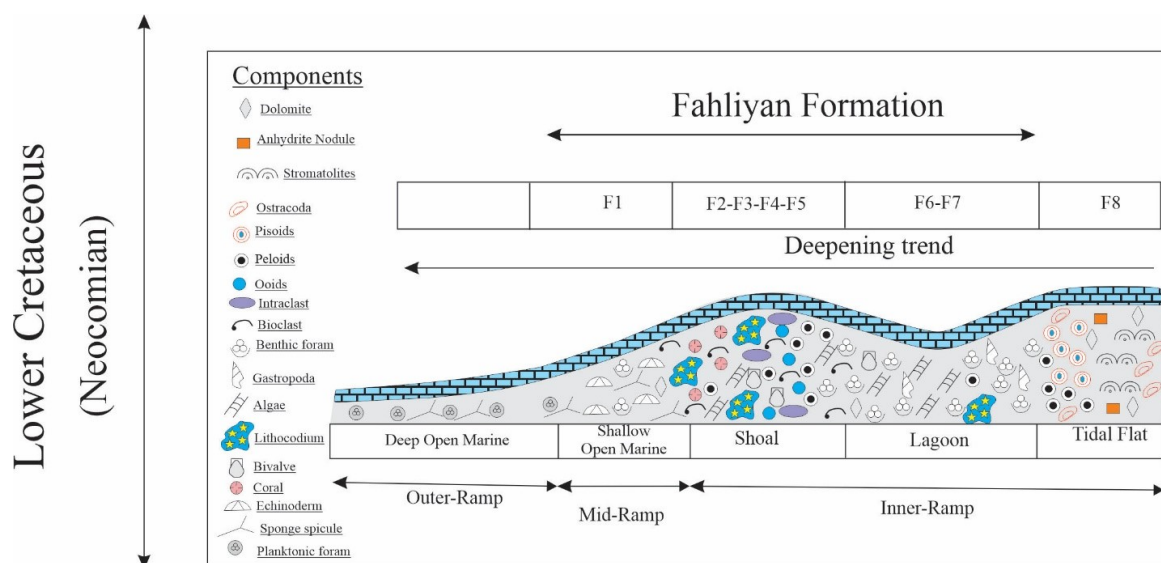 Lower Cretaceous
(Neocomian)
Components
Dolomite
Anhydrite Nodule
Stromatolites
Ostracoda
Pisoids
Peloids
Ooids
Intraclast
Bioclast
Benthic foram
Gastropoda
Algae
Lithocodium
Bivalve
Coral
Echinoderm
Sponge spicule
Planktonic foram
Fahliyan Formation
F1
F2-F3-F4-F5
F6-F7
F8
Deepening trend
Deep Open Marine
Shallow
Open Marine
Shoal
Lagoon
Tidal Flat
Outer-Ramp
Mid-Ramp
Inner-Ramp